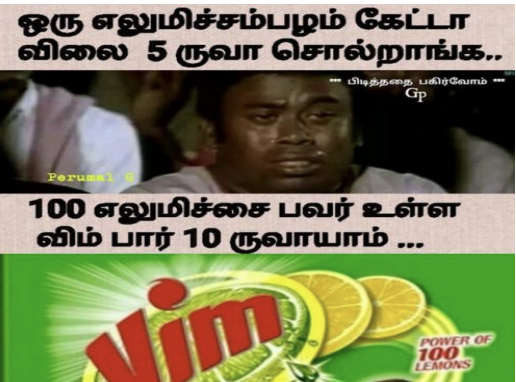 ஒரு எலுமிச்சம்பழம் கேட்டா
விலை 5 ருவா சொல்றாங்க..
*** பிடித்ததை பகிர்வோம் ***
Gp
Perumal G
100 எலுமிச்சை பவர் உள்ள
விம் பார் 10 ருவாயாம் ...
Vim
POWER OF
100
LEMONS